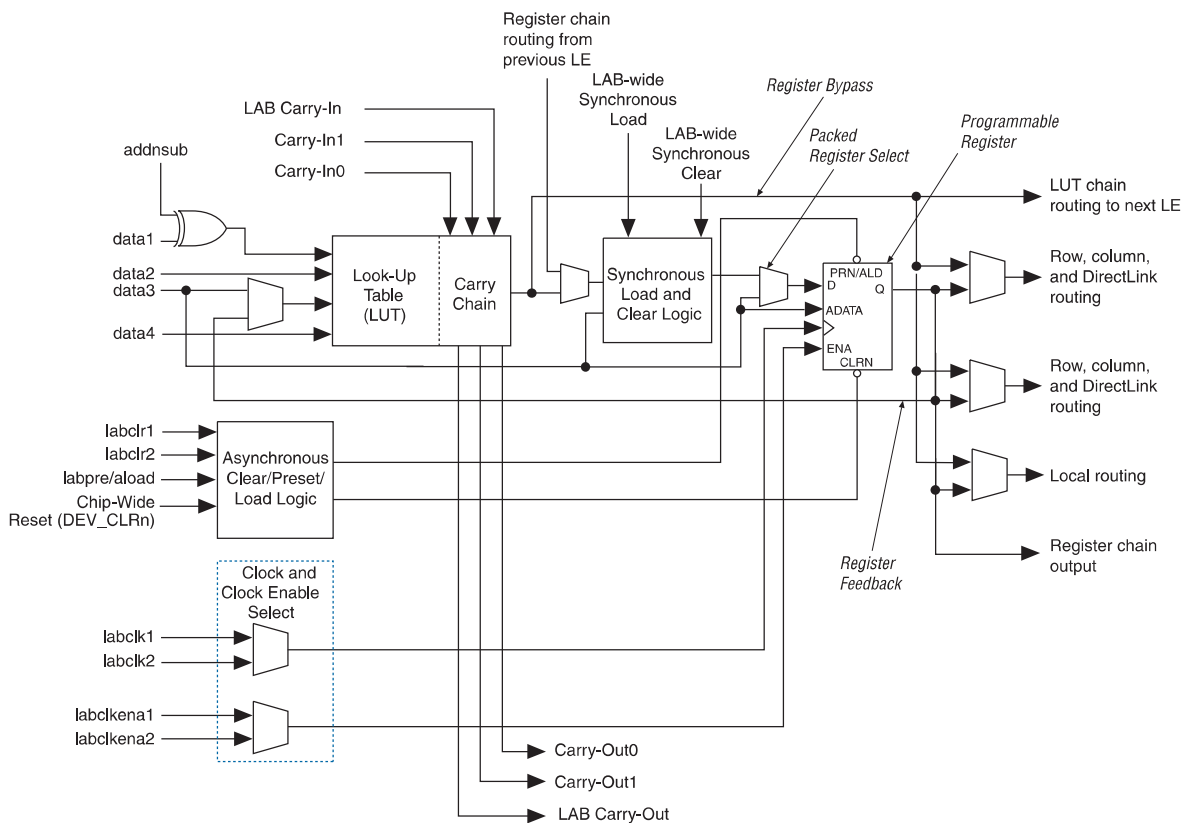 Register chain
routing from
previous LE
LAB-wide
Synchronous
Load
Register Bypass
LAB-wide
Synchronous
Clear
Packed
Register Select
Programmable
Register
LAB Carry-In
Carry-In1
Carry-In0
addnsub
data1
data2
data3
data4
Look-Up
Table
(LUT)
Carry
Chain
Synchronous
Load and
Clear Logic
PRN/ALD
D
Q
ADATA
ENA
CLRN
LUT chain
routing to next LE
Row, column,
and DirectLink
routing
Row, column,
and DirectLink
routing
Local routing
Register chain
output
Register
Feedback
labclr1
labclr2
labpre/aload
Chip-Wide
Reset (DEV_CLRn)
Asynchronous
Clear/Preset/
Load Logic
Clock and
Clock Enable
Select
labclk1
labclk2
labclkena1
labclkena2
Carry-Out0
Carry-Out1
LAB Carry-Out